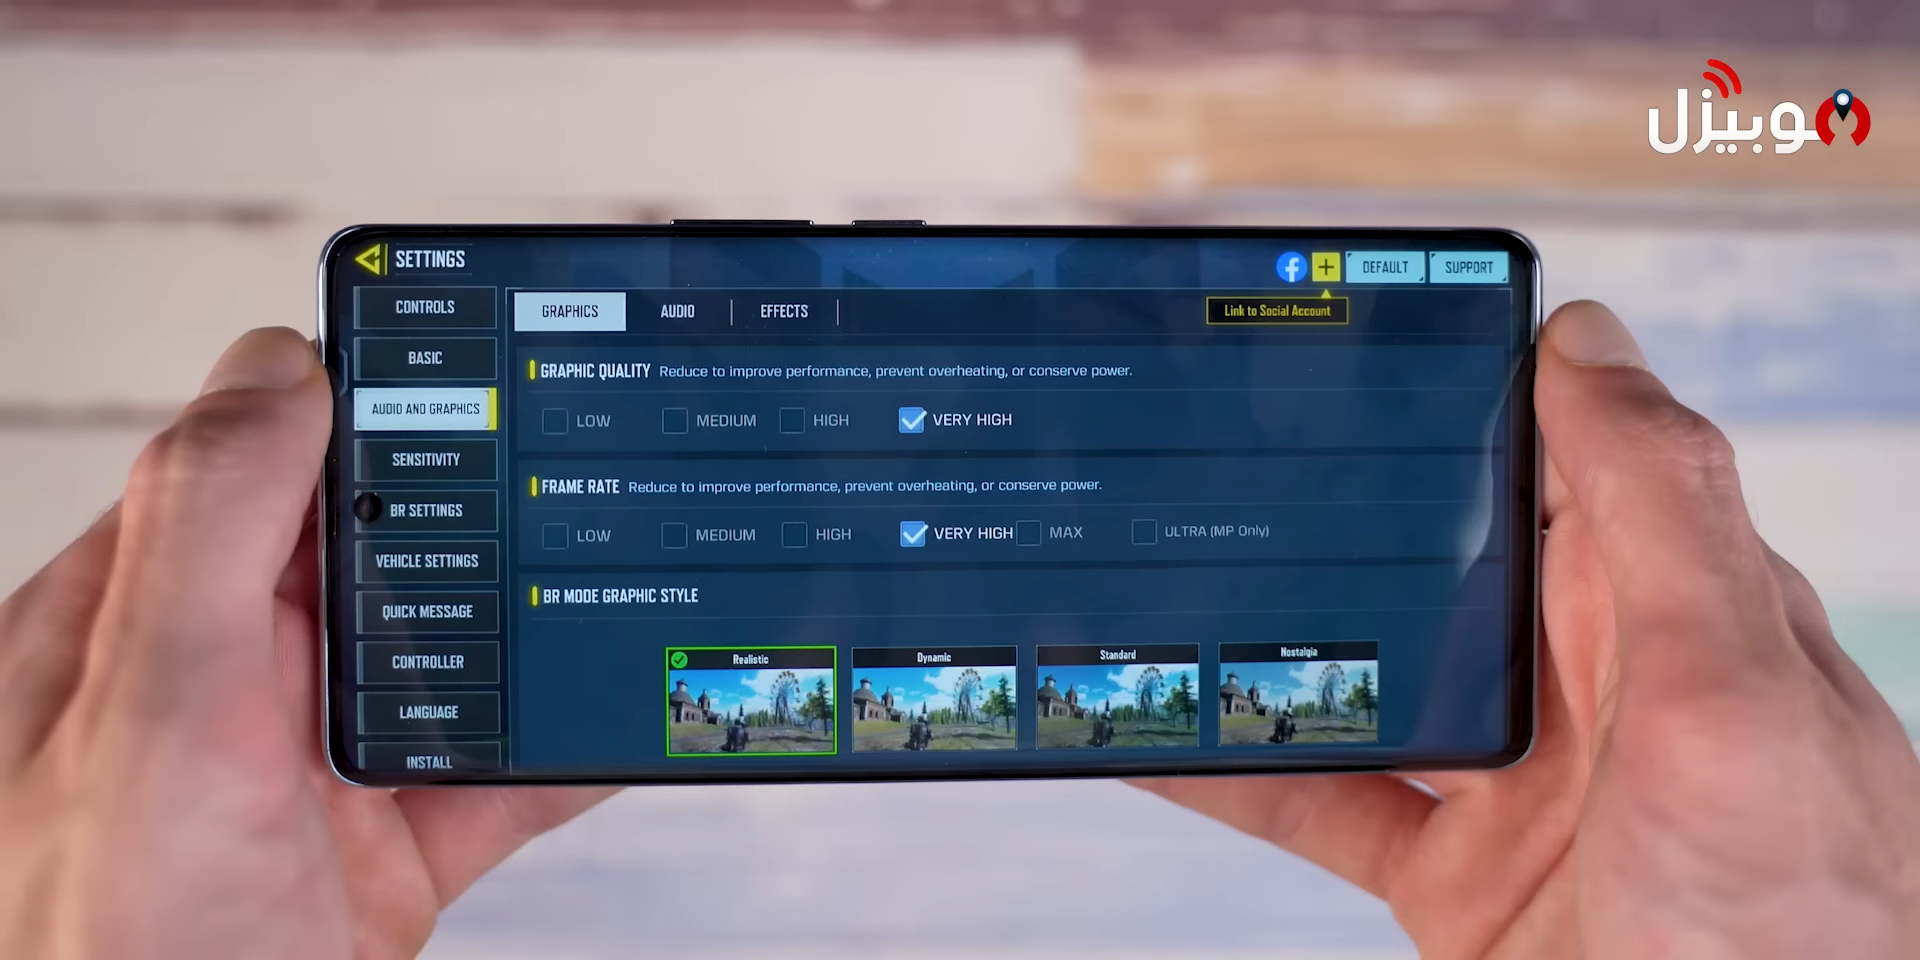 موبيزل
SETTINGS
DEFAULT
SUPPORT
Link to Social Account
CONTROLS
BASIC
AUDIO AND GRAPHICS
SENSITIVITY
BR SETTINGS
VEHICLE SETTINGS
QUICK MESSAGE
CONTROLLER
LANGUAGE
INSTALL
GRAPHICS AUDIO EFFECTS
GRAPHIC QUALITY Reduce to improve performance, prevent overheating, or conserve power.
LOW MEDIUM HIGH VERY HIGH
FRAME RATE Reduce to improve performance, prevent overheating, or conserve power.
LOW MEDIUM HIGH VERY HIGH MAX ULTRA (MP Only)
BR MODE GRAPHIC STYLE
Realistic Dynamic Standard Nostalgia